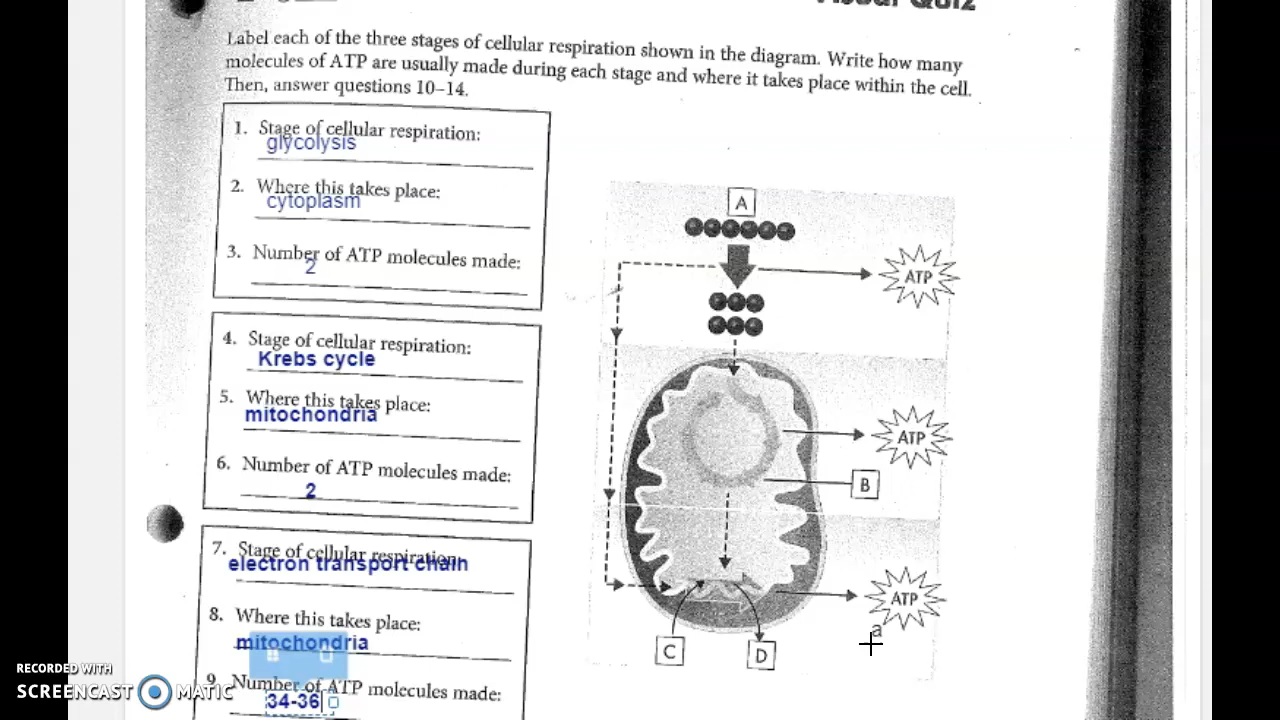 Visual Quiz
Label each of the three stages of cellular respiration shown in the diagram. Write how many
molecules of ATP are usually made during each stage and where it takes place within the cell.
Then, answer questions 10–14.
1. Stage of cellular respiration:
glycolysis
2. Where this takes place:
cytoplasm
3. Number of ATP molecules made:
2
4. Stage of cellular respiration:
Krebs cycle
5. Where this takes place:
mitochondria
6. Number of ATP molecules made:
2
7. Stage of cellular respiration:
electron transport chain
8. Where this takes place:
mitochondria
9. Number of ATP molecules made:
34-36
A
ATP
ATP
B
ATP
a
C
D
RECORDED WITH
SCREENCAST MATIC